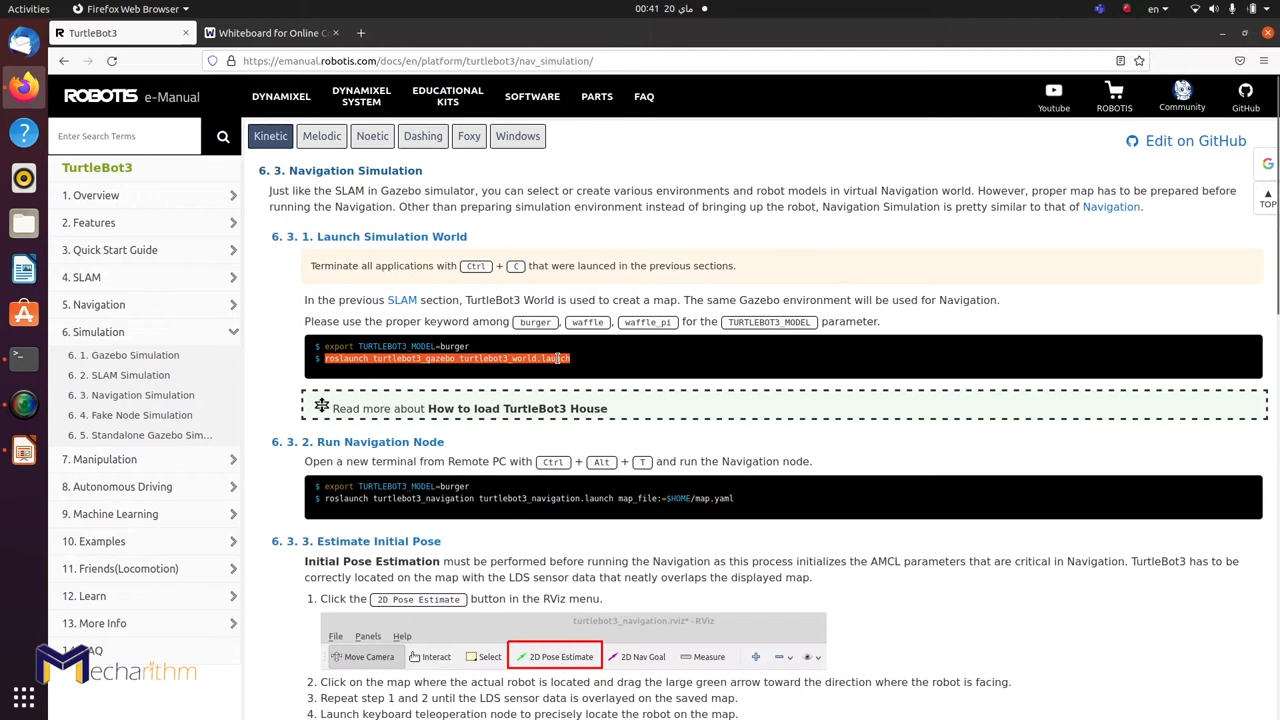 Activities
Firefox Web Browser
00:41 20 ماي
en
TurtleBot3
Whiteboard for Online C
https://emanual.robotis.com/docs/en/platform/turtlebot3/nav_simulation/
ROBOTIS e-Manual
DYNAMIXEL
DYNAMIXEL SYSTEM
EDUCATIONAL KITS
SOFTWARE
PARTS
FAQ
Youtube
ROBOTIS
Community
GitHub
Enter Search Terms
Kinetic
Melodic
Noetic
Dashing
Foxy
Windows
Edit on GitHub
TOP
TurtleBot3
1. Overview
2. Features
3. Quick Start Guide
4. SLAM
5. Navigation
6. Simulation
6. 1. Gazebo Simulation
6. 2. SLAM Simulation
6. 3. Navigation Simulation
6. 4. Fake Node Simulation
6. 5. Standalone Gazebo Sim...
7. Manipulation
8. Autonomous Driving
9. Machine Learning
10. Examples
11. Friends(Locomotion)
12. Learn
13. More Info
AQ
Mecharithm
6. 3. Navigation Simulation
Just like the SLAM in Gazebo simulator, you can select or create various environments and robot models in virtual Navigation world. However, proper map has to be prepared before
running the Navigation. Other than preparing simulation environment instead of bringing up the robot, Navigation Simulation is pretty similar to that of Navigation.
6. 3. 1. Launch Simulation World
Terminate all applications with Ctrl + C that were launced in the previous sections.
In the previous SLAM section, TurtleBot3 World is used to creat a map. The same Gazebo environment will be used for Navigation.
Please use the proper keyword among burger, waffle, waffle_pi for the TURTLEBOT3_MODEL parameter.
$ export TURTLEBOT3_MODEL=burger
$ roslaunch turtlebot3_gazebo turtlebot3_world.launch
Read more about How to load TurtleBot3 House
6. 3. 2. Run Navigation Node
Open a new terminal from Remote PC with Ctrl + Alt + T and run the Navigation node.
$ export TURTLEBOT3_MODEL=burger
$ roslaunch turtlebot3_navigation turtlebot3_navigation.launch map_file:=$HOME/map.yaml
6. 3. 3. Estimate Initial Pose
Initial Pose Estimation must be performed before running the Navigation as this process initializes the AMCL parameters that are critical in Navigation. TurtleBot3 has to be
correctly located on the map with the LDS sensor data that neatly overlaps the displayed map.
1. Click the 2D Pose Estimate button in the RViz menu.
turtlebot3_navigation.rviz* - RViz
File Panels Help
Move Camera Interact Select 2D Pose Estimate 2D Nav Goal Measure
2. Click on the map where the actual robot is located and drag the large green arrow toward the direction where the robot is facing.
3. Repeat step 1 and 2 until the LDS sensor data is overlayed on the saved map.
4. Launch keyboard teleoperation node to precisely locate the robot on the map.